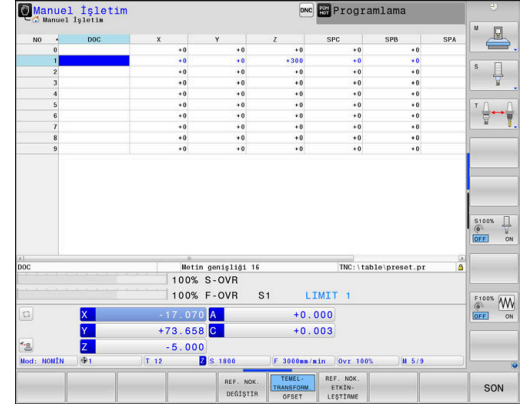 Manuel İşletim
Manuel İşletim
DNC
Programlama
NO DOC X Y Z SPC SPB SPA
0 +0 +0 +0 +0 +0
1 +0 +0 +300 +0 +0
2 +0 +0 +0 +0 +0
3 +0 +0 +0 +0 +0
4 +0 +0 +0 +0 +0
5 +0 +0 +0 +0 +0
6 +0 +0 +0 +0 +0
7 +0 +0 +0 +0 +0
8 +0 +0 +0 +0 +0
9 +0 +0 +0 +0 +0
DOC Metin genişliği 16 TNC:\table\preset.pr
100% S-OVR
100% F-OVR S1 LIMIT 1
X -17.070 A +0.000
Y +73.658 C +0.003
Z -5.000
Mod: NOMİN 1 T 12 Z S 1800 F 3000mm/min Ovr 100% M 5/9
REF. NOK.
DEĞİŞTİR
TEMEL-
TRANSFORM.
OFSET
REF. NOK.
ETKİN-
LEŞTİRME
SON
M
S
T
S100%
OFF ON
F100%
OFF ON